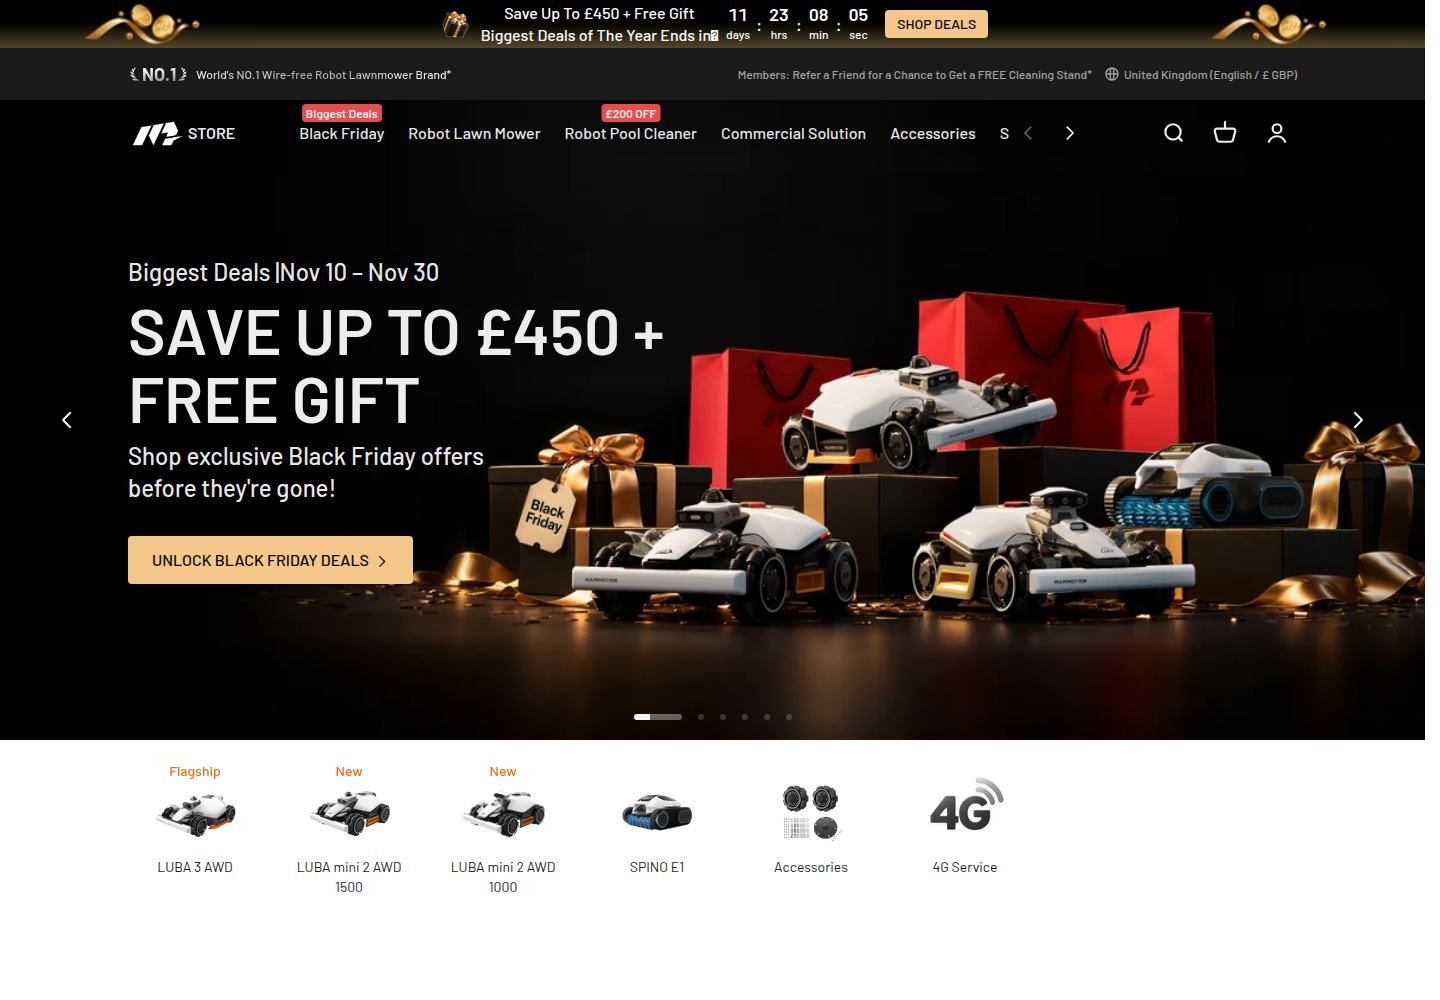 Save Up To £450 + Free Gift
Biggest Deals of The Year Ends in
11 : 23 : 08 : 05
days hrs min sec
SHOP DEALS
NO.1 World's NO.1 Wire-free Robot Lawnmower Brand*
Members: Refer a Friend for a Chance to Get a FREE Cleaning Stand*
United Kingdom (English / £ GBP)
STORE
Biggest Deals
£200 OFF
Black Friday
Robot Lawn Mower
Robot Pool Cleaner
Commercial Solution
Accessories
S
Biggest Deals |Nov 10 – Nov 30
SAVE UP TO £450 +
FREE GIFT
Shop exclusive Black Friday offers
before they're gone!
UNLOCK BLACK FRIDAY DEALS
Black
Friday
MAMMOTION
MAMMOTION
Flagship
New
New
LUBA 3 AWD
LUBA mini 2 AWD
1500
LUBA mini 2 AWD
1000
SPINO E1
Accessories
4G
4G Service